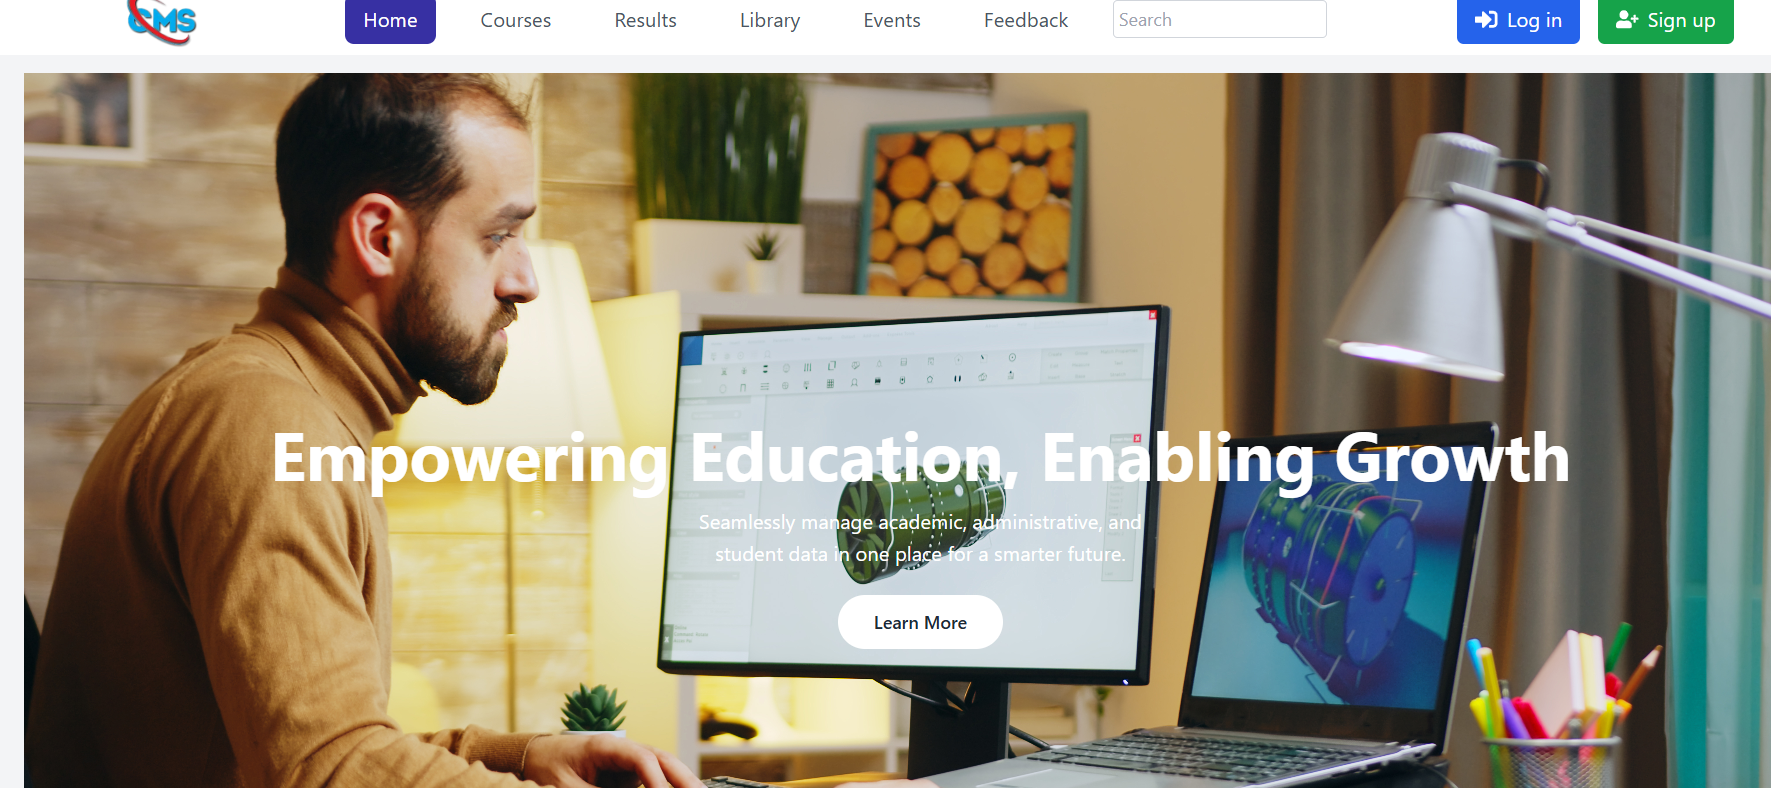 CMS
Home
Courses
Results
Library
Events
Feedback
Search
Log in
Sign up
Empowering Education, Enabling Growth
Seamlessly manage academic, administrative, and
student data in one place for a smarter future.
Learn More